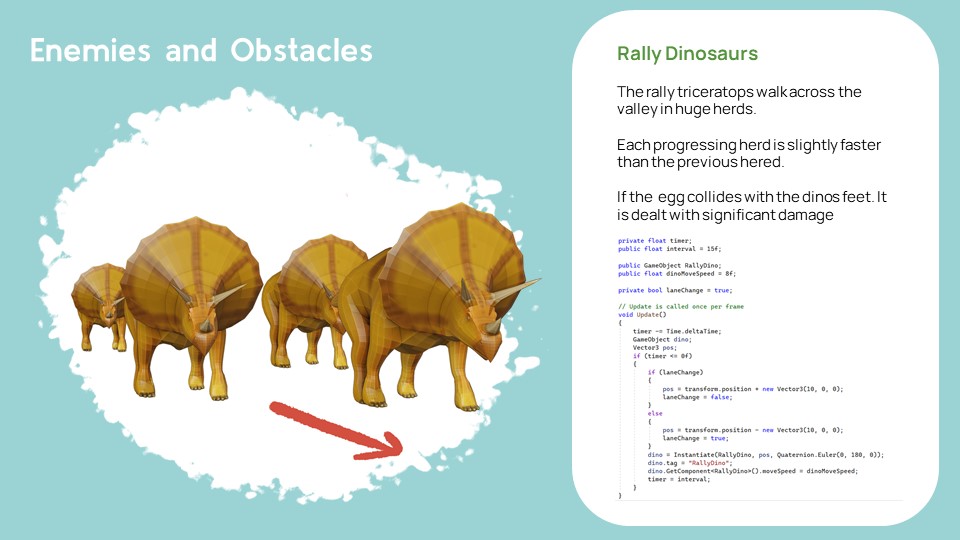 Enemies and Obstacles
Rally Dinosaurs
The rally triceratops walk across the
valley in huge herds.
Each progressing herd is slightly faster
than the previous hered.
If the  egg collides with the dinos feet. It
is dealt with significant damage
private float timer;
public float interval = 15f;
public GameObject RallyDino;
public float dinoMoveSpeed = 8f;
private bool laneChange = true;
// Update is called once per frame
void Update()
{
    timer -= Time.deltaTime;
    GameObject dino;
    Vector3 pos;
    if (timer <= 0f)
    {
        if (laneChange)
        {
            pos = transform.position + new Vector3(10, 0, 0);
            laneChange = false;
        }
        else
        {
            pos = transform.position - new Vector3(10, 0, 0);
            laneChange = true;
        }
        dino = Instantiate(RallyDino, pos, Quaternion.Euler(0, 180, 0));
        dino.tag = "RallyDino";
        dino.GetComponent<RallyDino>().moveSpeed = dinoMoveSpeed;
        timer = interval;
    }
}